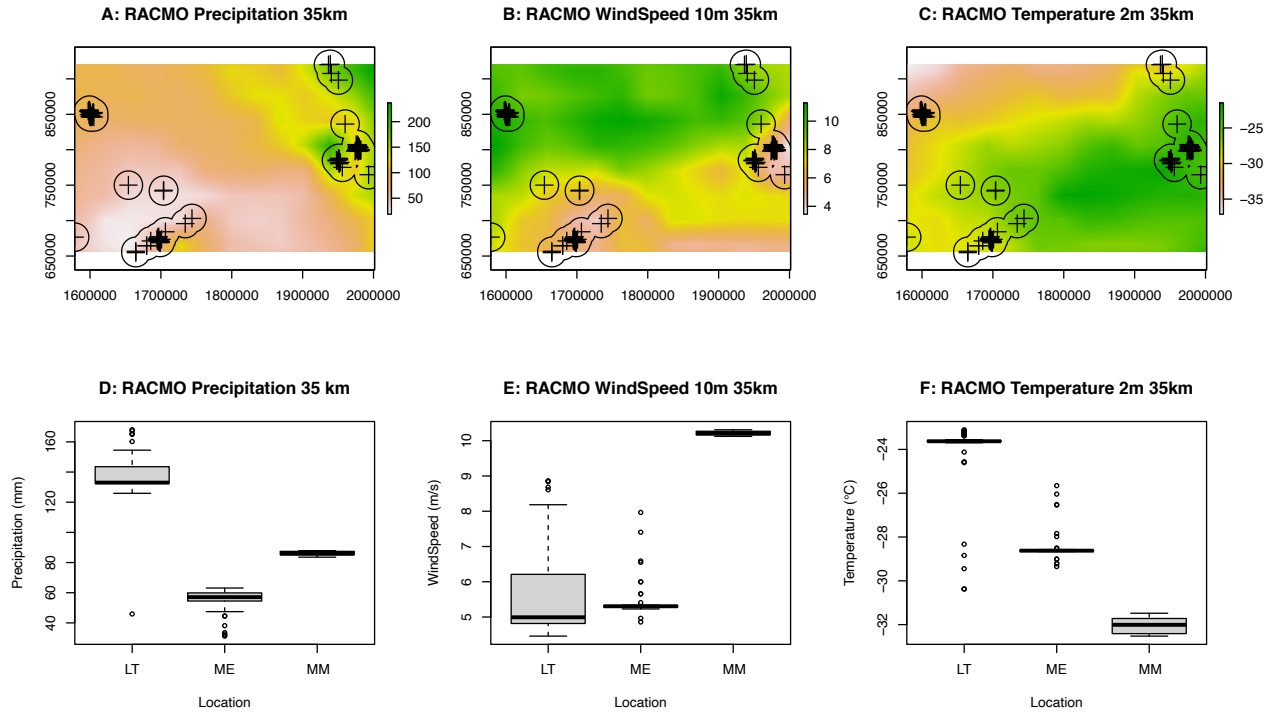 A: RACMO Precipitation 35km
B: RACMO WindSpeed 10m 35km
C: RACMO Temperature 2m 35km
650000 750000 850000
1600000 1700000 1800000 1900000 2000000
50 100 150 200
650000 750000 850000
1600000 1700000 1800000 1900000 2000000
4 6 8 10
650000 750000 850000
1600000 1700000 1800000 1900000 2000000
−35 −30 −25
D: RACMO Precipitation 35 km
E: RACMO WindSpeed 10m 35km
F: RACMO Temperature 2m 35km
Precipitation (mm)
40 60 80 120 160
LT ME MM
Location
WindSpeed (m/s)
5 6 7 8 9 10
LT ME MM
Location
Temperature (°C)
−32 −30 −28 −26 −24
LT ME MM
Location